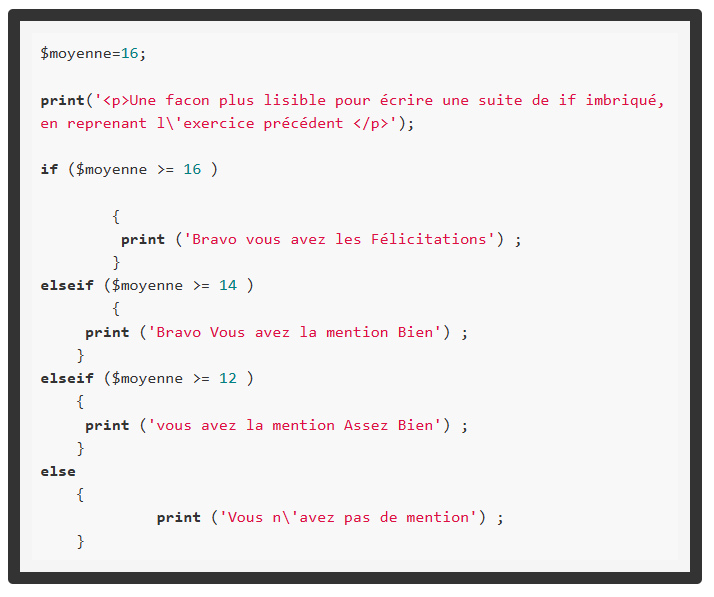 $moyenne=16;
print('<p>Une facon plus lisible pour écrire une suite de if imbriqué,
en reprenant l\'exercice précédent </p>');
if ($moyenne >= 16 )
{
print ('Bravo vous avez les Félicitations') ;
}
elseif ($moyenne >= 14 )
{
print ('Bravo Vous avez la mention Bien') ;
}
elseif ($moyenne >= 12 )
{
print ('vous avez la mention Assez Bien') ;
}
else
{
print ('Vous n\'avez pas de mention') ;
}